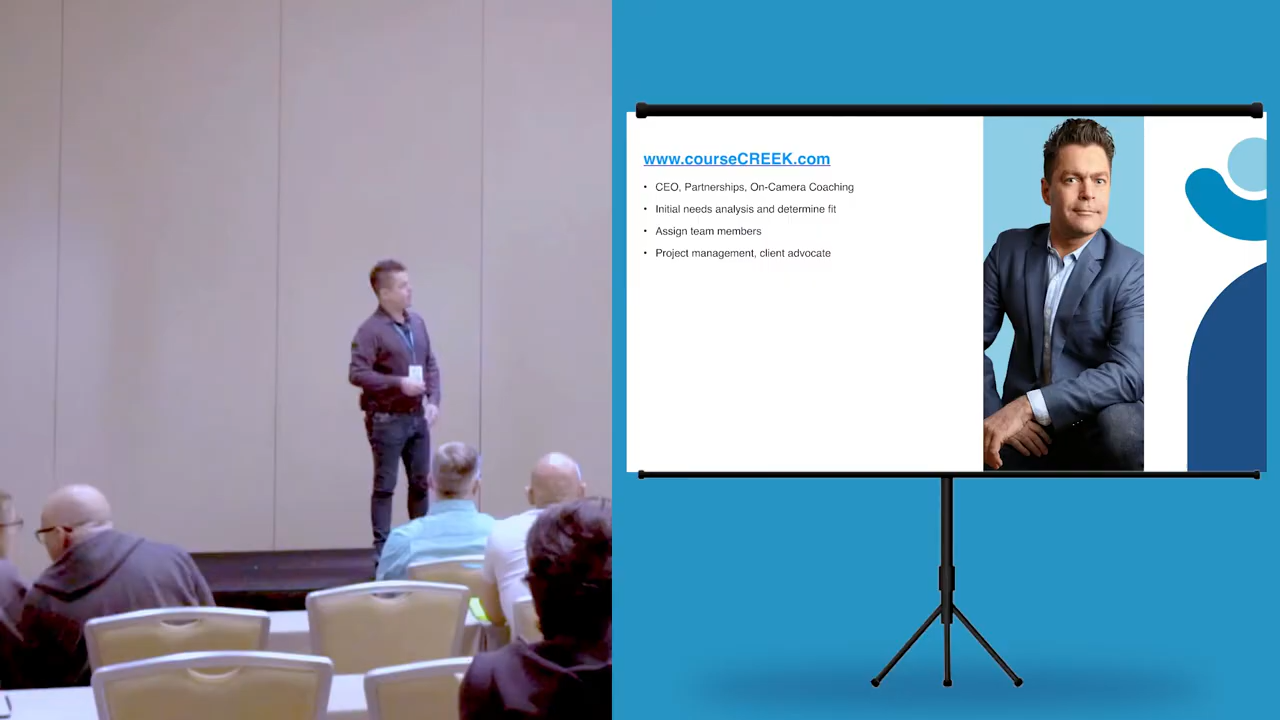 www.courseCREEK.com
• CEO, Partnerships, On-Camera Coaching
• Initial needs analysis and determine fit
• Assign team members
• Project management, client advocate